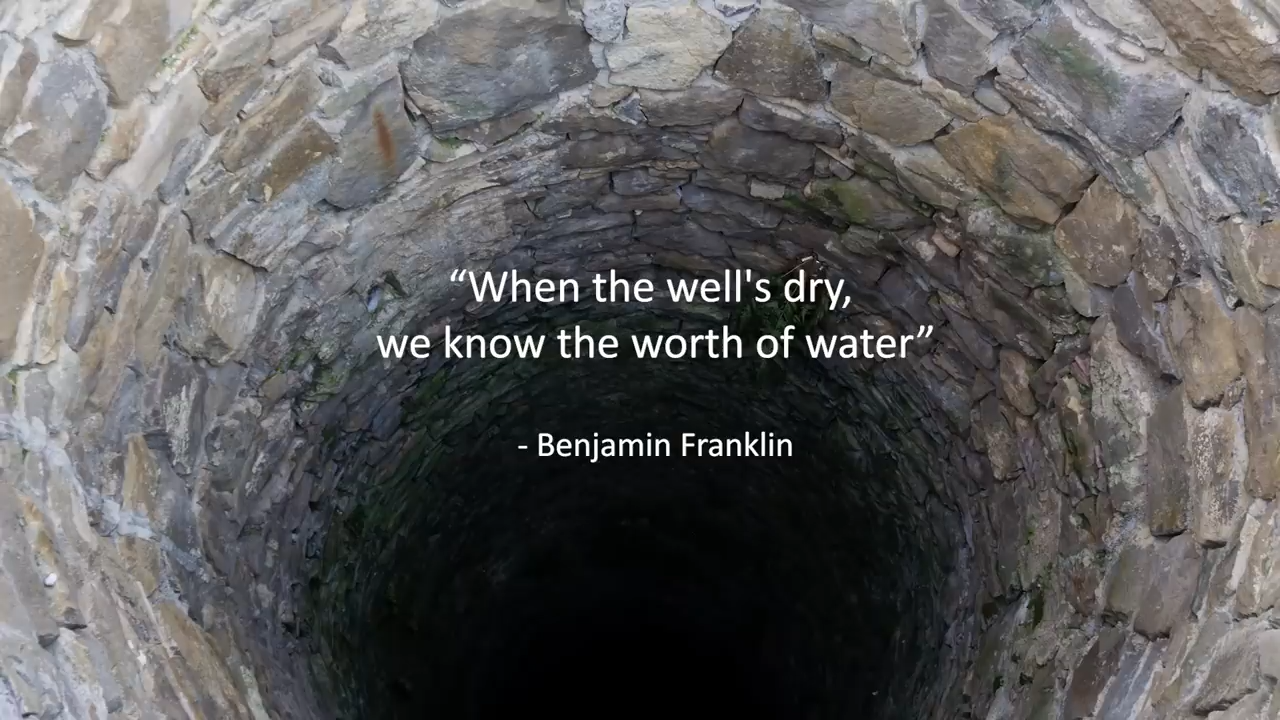 “When the well's dry,
we know the worth of water”
- Benjamin Franklin